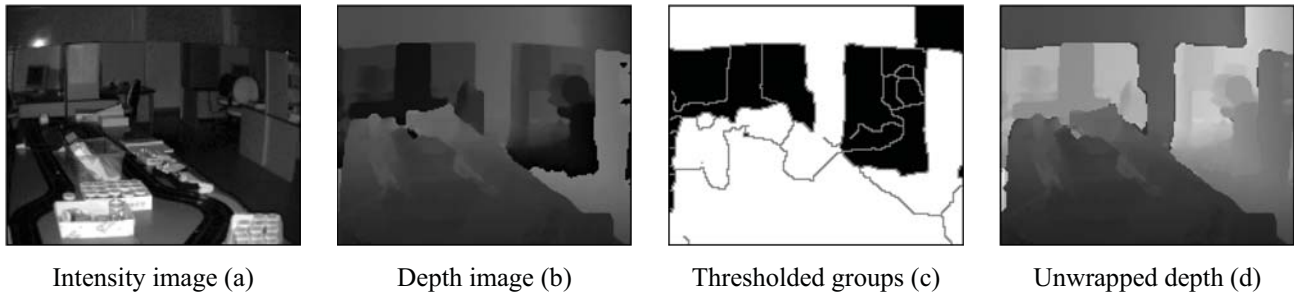 Intensity image (a)
Depth image (b)
Thresholded groups (c)
Unwrapped depth (d)